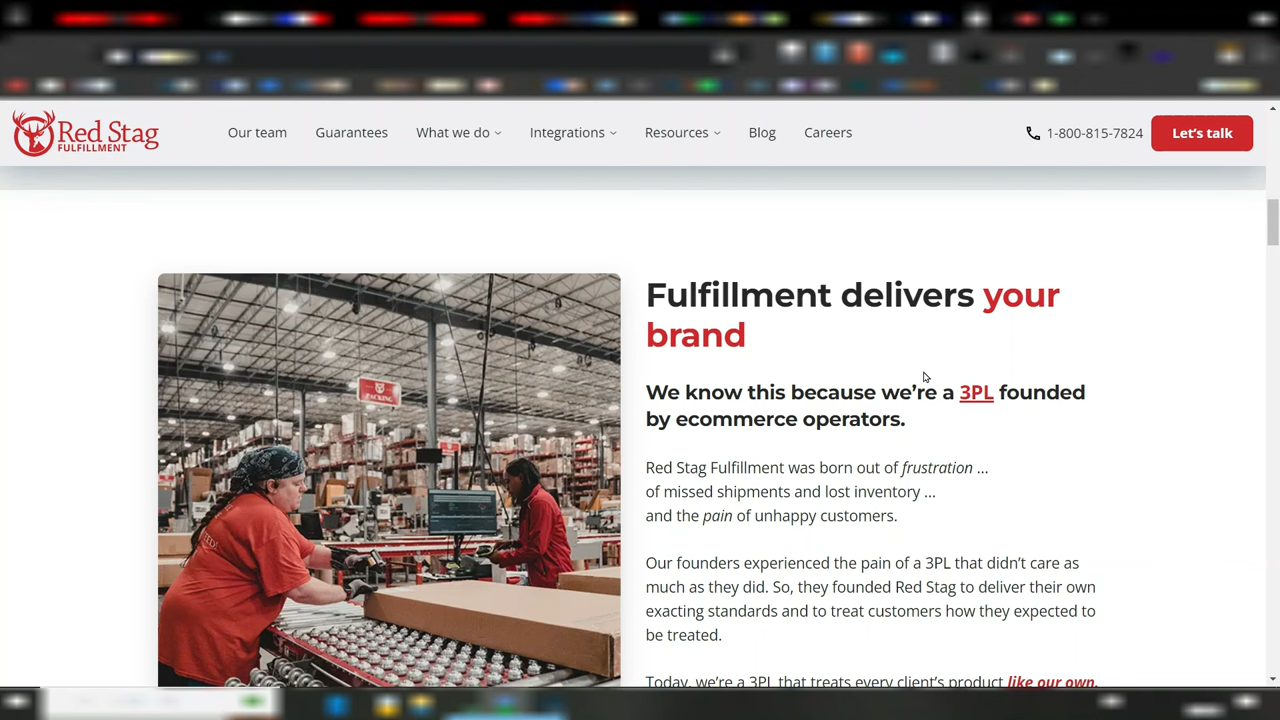 Red Stag
FULFILLMENT
Our team
Guarantees
What we do
Integrations
Resources
Blog
Careers
1-800-815-7824
Let's talk
PACKING
Fulfillment delivers your
brand
We know this because we're a 3PL founded
by ecommerce operators.
Red Stag Fulfillment was born out of frustration ...
of missed shipments and lost inventory ...
and the pain of unhappy customers.
Our founders experienced the pain of a 3PL that didn't care as
much as they did. So, they founded Red Stag to deliver their own
exacting standards and to treat customers how they expected to
be treated.
Today, we're a 3PL that treats every client's product like our own.